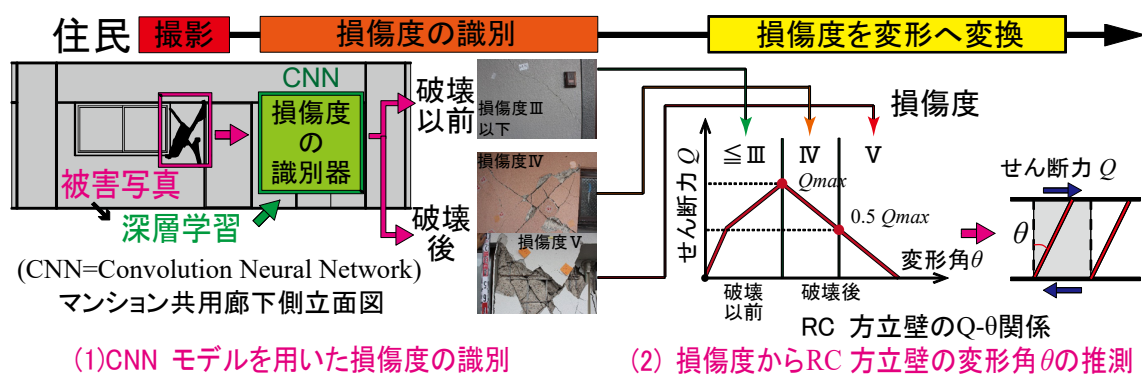 住民 撮影 損傷度の識別 損傷度を変形へ変換
CNN
損傷度
の
識別器
被害写真
深層学習
(CNN=Convolution Neural Network)
マンション共用廊下側立面図
破壊
以前
破壊
後
損傷度Ⅲ
以下
損傷度Ⅳ
損傷度Ⅴ
損傷度
≦Ⅲ Ⅳ Ⅴ
せん断力 Q
Qmax
0.5 Qmax
変形角θ
破壊
以前
破壊後
RC 方立壁のQ-θ関係
せん断力 Q
θ
(1)CNN モデルを用いた損傷度の識別
(2) 損傷度からRC 方立壁の変形角θの推測